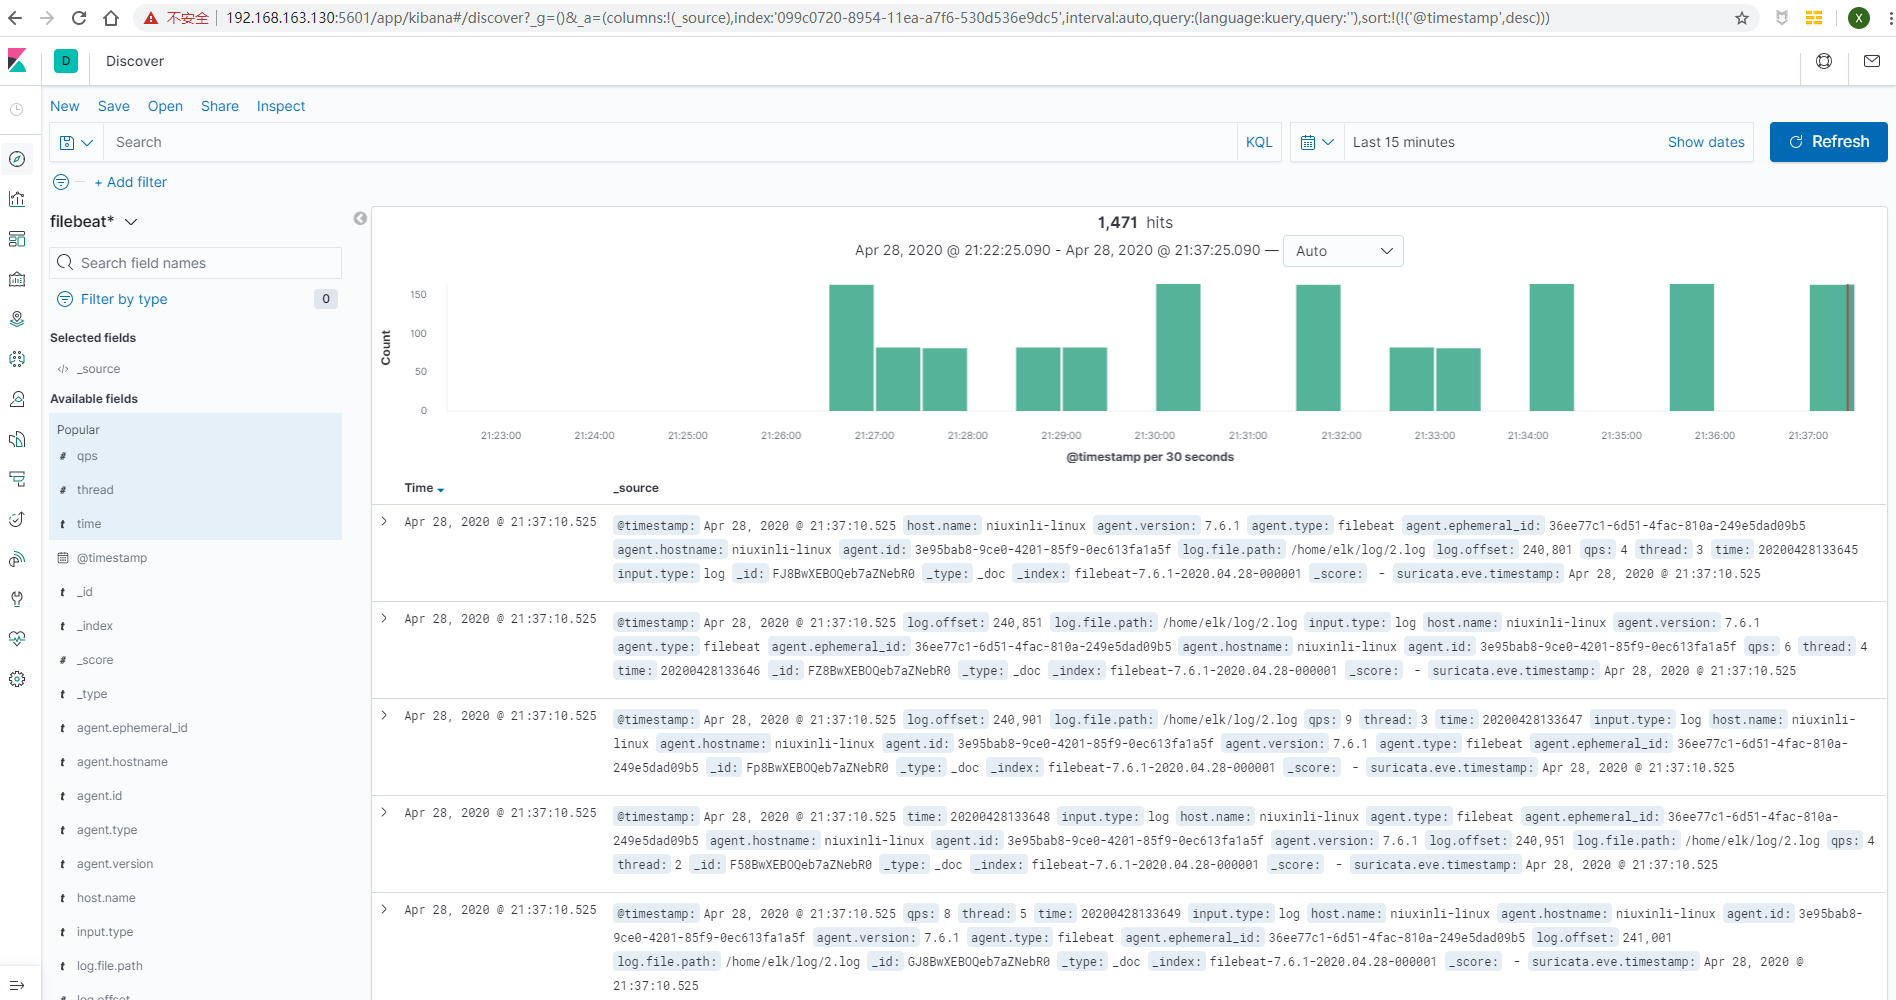 不安全 192.168.163.130:5601/app/kibana#/discover?_g=()&_a=(columns:!(_source),index:'099c0720-8954-11ea-a7f6-530d536e9dc5',interval:auto,query:(language:kuery,query:''),sort:!(!('@timestamp',desc)))
X
D Discover
New Save Open Share Inspect
Search KQL Last 15 minutes Show dates Refresh
+ Add filter
filebeat*
Search field names
Filter by type 0
Selected fields
_source
Available fields
Popular
# qps
# thread
t time
@timestamp
t _id
t _index
# _score
t _type
t agent.ephemeral_id
t agent.hostname
t agent.id
t agent.type
t agent.version
t host.name
t input.type
t log.file.path
# log.offset
1,471 hits
Apr 28, 2020 @ 21:22:25.090 - Apr 28, 2020 @ 21:37:25.090 — Auto
Count
150
100
50
0
21:23:00 21:24:00 21:25:00 21:26:00 21:27:00 21:28:00 21:29:00 21:30:00 21:31:00 21:32:00 21:33:00 21:34:00 21:35:00 21:36:00 21:37:00
@timestamp per 30 seconds
Time _source
Apr 28, 2020 @ 21:37:10.525 @timestamp: Apr 28, 2020 @ 21:37:10.525 host.name: niuxinli-linux agent.version: 7.6.1 agent.type: filebeat agent.ephemeral_id: 36ee77c1-6d51-4fac-810a-249e5dad09b5
agent.hostname: niuxinli-linux agent.id: 3e95bab8-9ce0-4201-85f9-0ec613fa1a5f log.file.path: /home/elk/log/2.log log.offset: 240,801 qps: 4 thread: 3 time: 20200428133645
input.type: log _id: FJ8BwXEBOQeb7aZNebR0 _type: _doc _index: filebeat-7.6.1-2020.04.28-000001 _score: - suricata.eve.timestamp: Apr 28, 2020 @ 21:37:10.525
Apr 28, 2020 @ 21:37:10.525 @timestamp: Apr 28, 2020 @ 21:37:10.525 log.offset: 240,851 log.file.path: /home/elk/log/2.log input.type: log host.name: niuxinli-linux agent.version: 7.6.1
agent.type: filebeat agent.ephemeral_id: 36ee77c1-6d51-4fac-810a-249e5dad09b5 agent.hostname: niuxinli-linux agent.id: 3e95bab8-9ce0-4201-85f9-0ec613fa1a5f qps: 6 thread: 4
time: 20200428133646 _id: FZ8BwXEBOQeb7aZNebR0 _type: _doc _index: filebeat-7.6.1-2020.04.28-000001 _score: - suricata.eve.timestamp: Apr 28, 2020 @ 21:37:10.525
Apr 28, 2020 @ 21:37:10.525 @timestamp: Apr 28, 2020 @ 21:37:10.525 log.offset: 240,901 log.file.path: /home/elk/log/2.log qps: 9 thread: 3 time: 20200428133647 input.type: log host.name: niuxinli-
linux agent.hostname: niuxinli-linux agent.id: 3e95bab8-9ce0-4201-85f9-0ec613fa1a5f agent.version: 7.6.1 agent.type: filebeat agent.ephemeral_id: 36ee77c1-6d51-4fac-810a-
249e5dad09b5 _id: Fp8BwXEBOQeb7aZNebR0 _type: _doc _index: filebeat-7.6.1-2020.04.28-000001 _score: - suricata.eve.timestamp: Apr 28, 2020 @ 21:37:10.525
Apr 28, 2020 @ 21:37:10.525 @timestamp: Apr 28, 2020 @ 21:37:10.525 time: 20200428133648 input.type: log host.name: niuxinli-linux agent.type: filebeat agent.ephemeral_id: 36ee77c1-6d51-4fac-810a-
249e5dad09b5 agent.hostname: niuxinli-linux agent.id: 3e95bab8-9ce0-4201-85f9-0ec613fa1a5f agent.version: 7.6.1 log.offset: 240,951 log.file.path: /home/elk/log/2.log qps: 4
thread: 2 _id: F58BwXEBOQeb7aZNebR0 _type: _doc _index: filebeat-7.6.1-2020.04.28-000001 _score: - suricata.eve.timestamp: Apr 28, 2020 @ 21:37:10.525
Apr 28, 2020 @ 21:37:10.525 @timestamp: Apr 28, 2020 @ 21:37:10.525 qps: 8 thread: 5 time: 20200428133649 input.type: log host.name: niuxinli-linux agent.hostname: niuxinli-linux agent.id: 3e95bab8-
9ce0-4201-85f9-0ec613fa1a5f agent.version: 7.6.1 agent.type: filebeat agent.ephemeral_id: 36ee77c1-6d51-4fac-810a-249e5dad09b5 log.offset: 241,001
log.file.path: /home/elk/log/2.log _id: GJ8BwXEBOQeb7aZNebR0 _type: _doc _index: filebeat-7.6.1-2020.04.28-000001 _score: - suricata.eve.timestamp: Apr 28, 2020 @
21:37:10.525